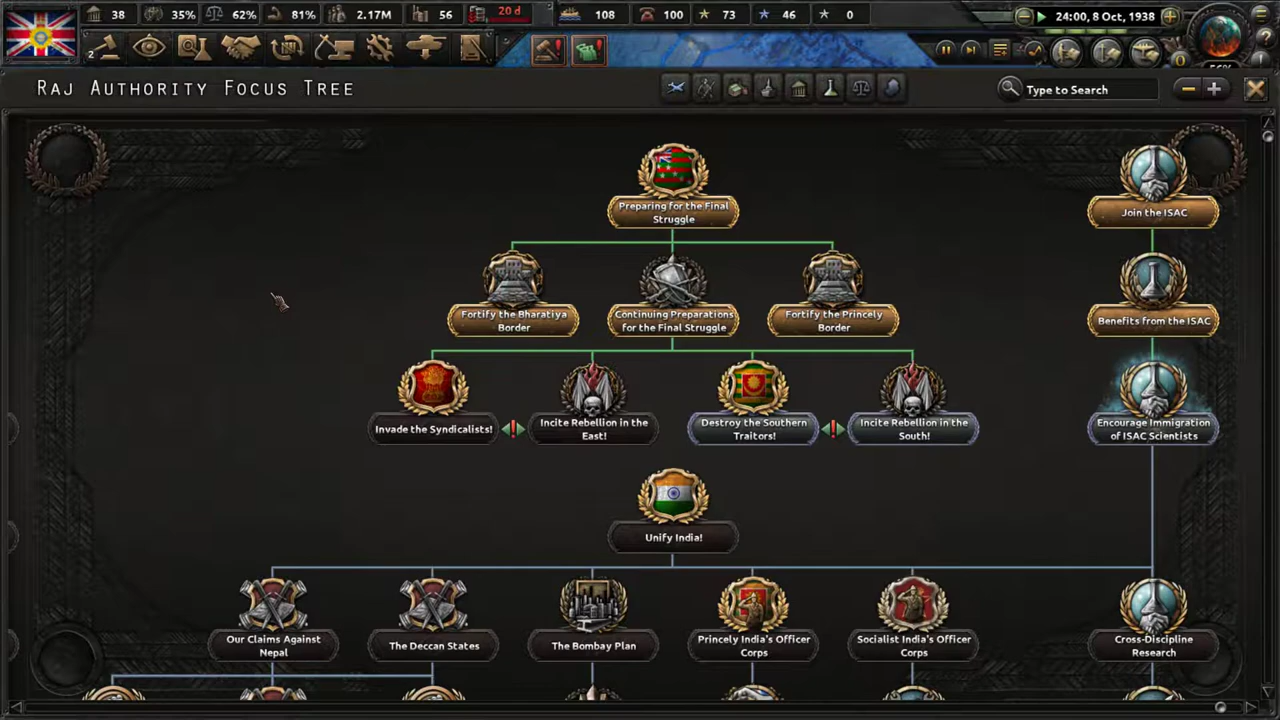 38
35%
62%
81%
2.17M
56
20 d
108
100
73
46
0
24:00, 8 Oct, 1938
2
0
RAJ AUTHORITY FOCUS TREE
Type to Search
Preparing for the Final
Struggle
Join the ISAC
Fortify the Bharatiya
Border
Continuing Preparations
for the Final Struggle
Fortify the Princely
Border
Benefits from the ISAC
Invade the Syndicalists!
Incite Rebellion in the
East!
Destroy the Southern
Traitors!
Incite Rebellion in the
South!
Encourage Immigration
of ISAC Scientists
Unify India!
Our Claims Against
Nepal
The Deccan States
The Bombay Plan
Princely India's Officer
Corps
Socialist India's Officer
Corps
Cross-Discipline
Research